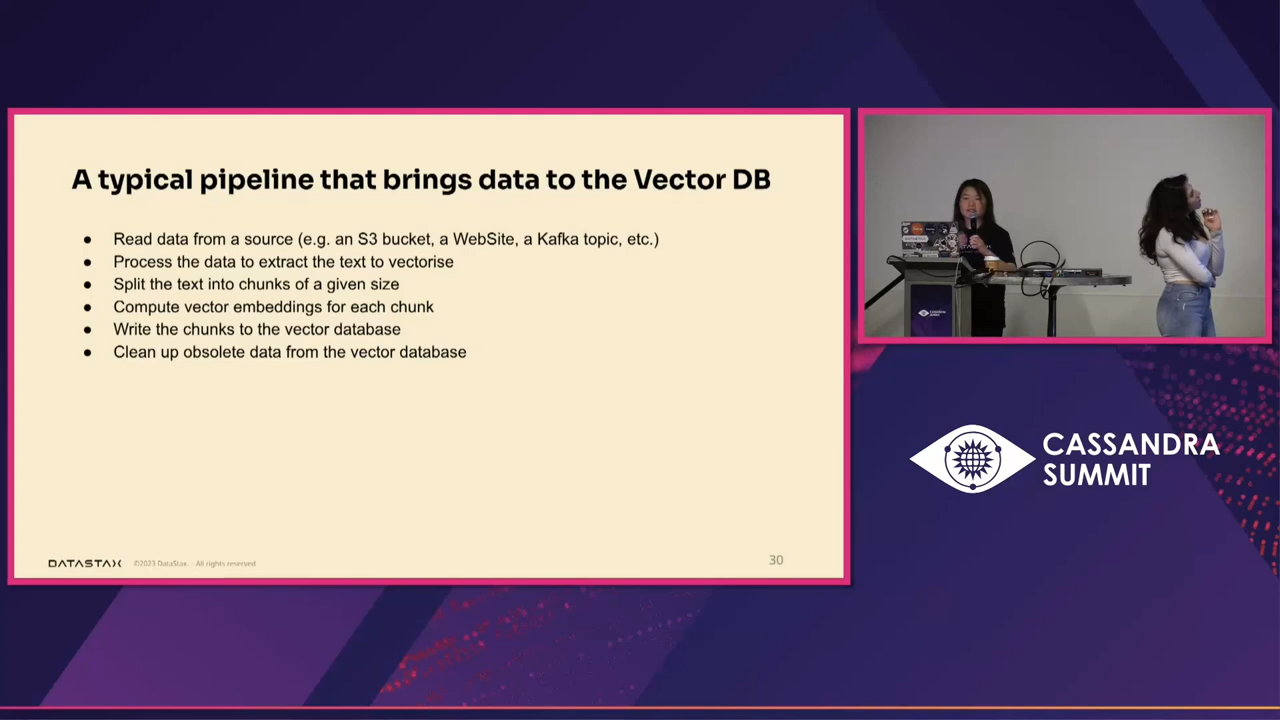 A typical pipeline that brings data to the Vector DB
● Read data from a source (e.g. an S3 bucket, a WebSite, a Kafka topic, etc.)
● Process the data to extract the text to vectorise
● Split the text into chunks of a given size
● Compute vector embeddings for each chunk
● Write the chunks to the vector database
● Clean up obsolete data from the vector database
DATASTAX ©2023 DataStax. – All rights reserved
30
CASSANDRA
SUMMIT